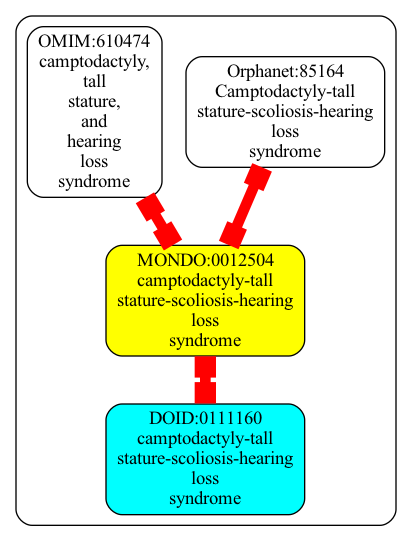 OMIM:610474
camptodactyly,
tall
stature,
and
hearing
loss
syndrome
Orphanet:85164
Camptodactyly-tall
stature-scoliosis-hearing
loss
syndrome
MONDO:0012504
camptodactyly-tall
stature-scoliosis-hearing
loss
syndrome
DOID:0111160
camptodactyly-tall
stature-scoliosis-hearing
loss
syndrome